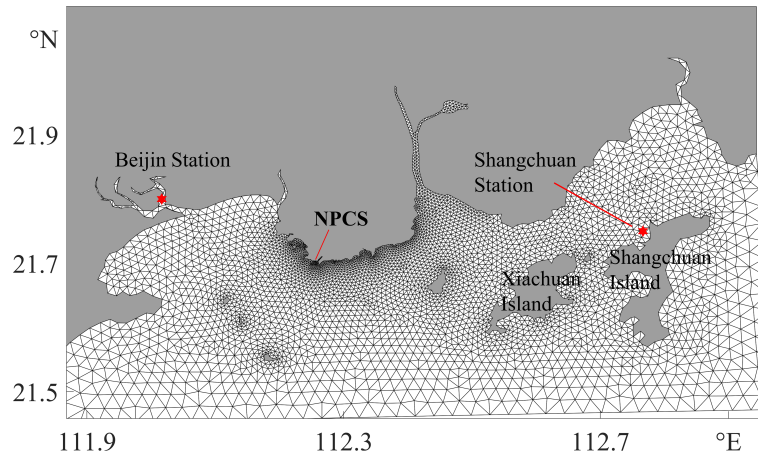 °N
21.9
Beijin Station
Shangchuan
Station
NPCS
21.7
Xiachuan
Island
Shangchuan
Island
21.5
111.9
112.3
112.7
°E